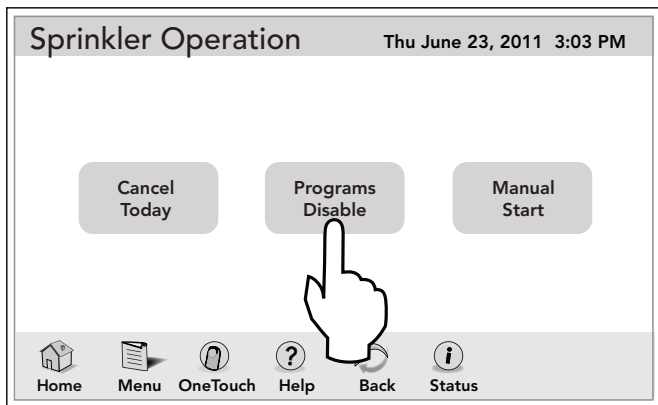 Sprinkler Operation Thu June 23, 2011 3:03 PM
Cancel Today
Programs Disable
Manual Start
Home Menu OneTouch Help Back Status